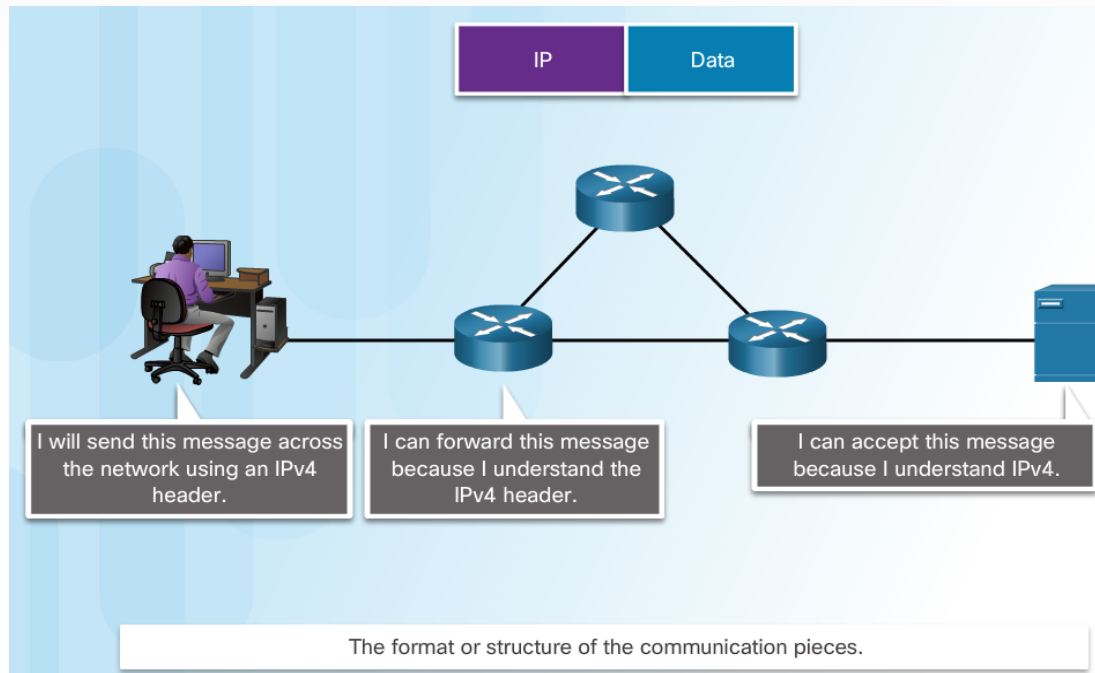 IP
Data
I will send this message across
the network using an IPv4
header.
I can forward this message
because I understand the
IPv4 header.
I can accept this message
because I understand IPv4.
The format or structure of the communication pieces.